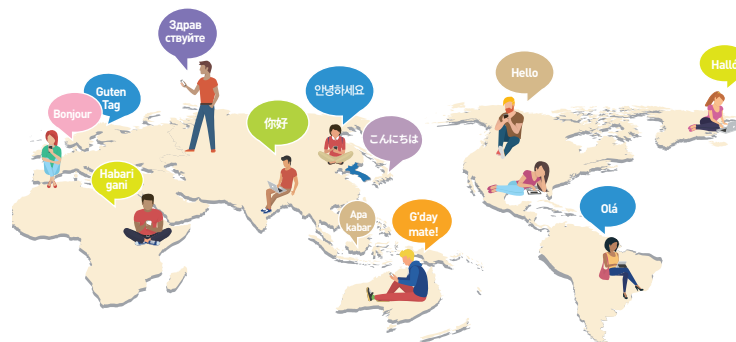 Здрав
ствуйте
Guten
Tag
Bonjour
안녕하세요
你好
こんにちは
Hello
Halló
Habari
gani
Apa
kabar
G'day
mate!
Olá